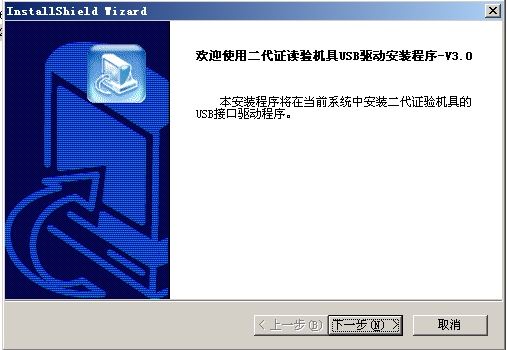 InstallShield Wizard
欢迎使用二代证读验机具USB驱动安装程序-V3.0
本安装程序将在当前系统中安装二代证验机具的
USB接口驱动程序。
< 上一步(B) 下一步(N) > 取消